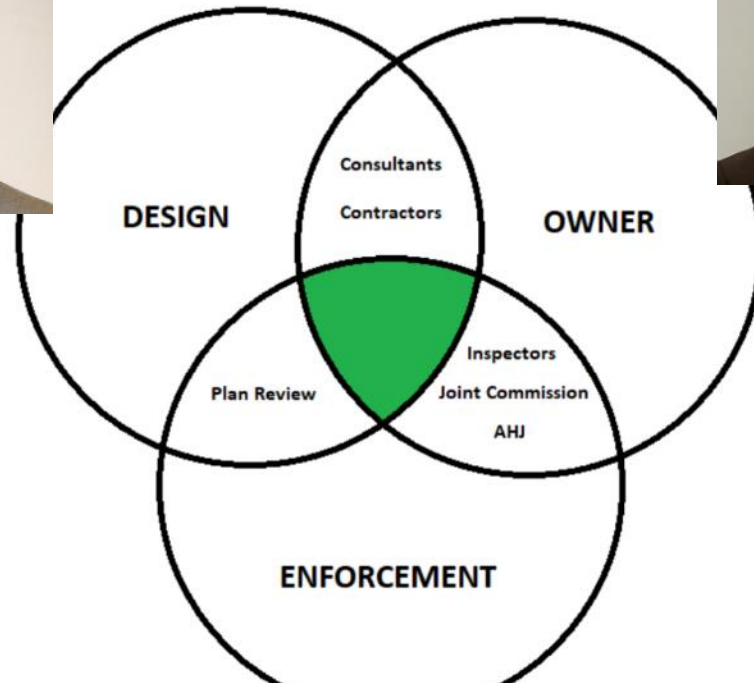 Consultants
Contractors
DESIGN
OWNER
Inspectors
Plan Review
Joint Commission
AHJ
ENFORCEMENT